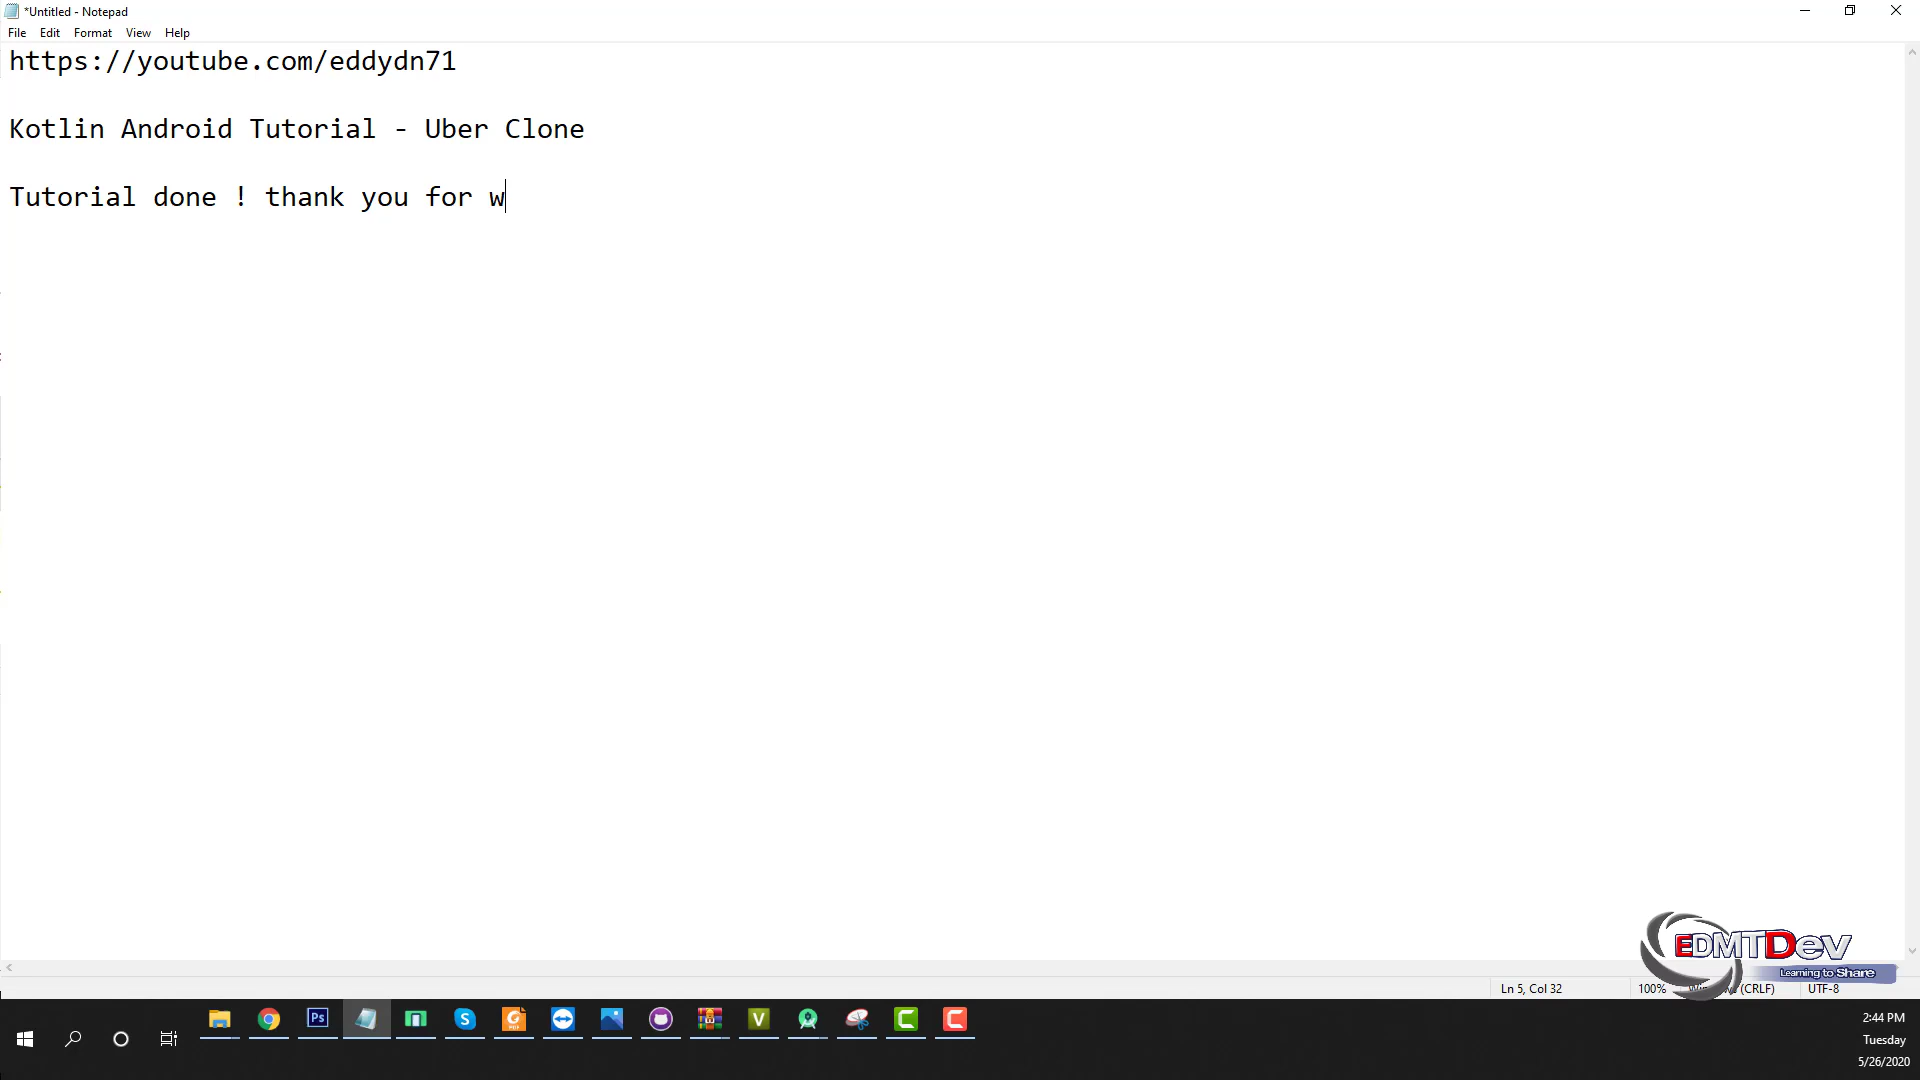 *Untitled - Notepad
File Edit Format View Help
https://youtube.com/eddydn71
Kotlin Android Tutorial - Uber Clone
Tutorial done ! thank you for w
EDMTDev
Learning to Share
Ln 5, Col 32 100% (CRLF) UTF-8
Ps
2:44 PM
Tuesday
5/26/2020